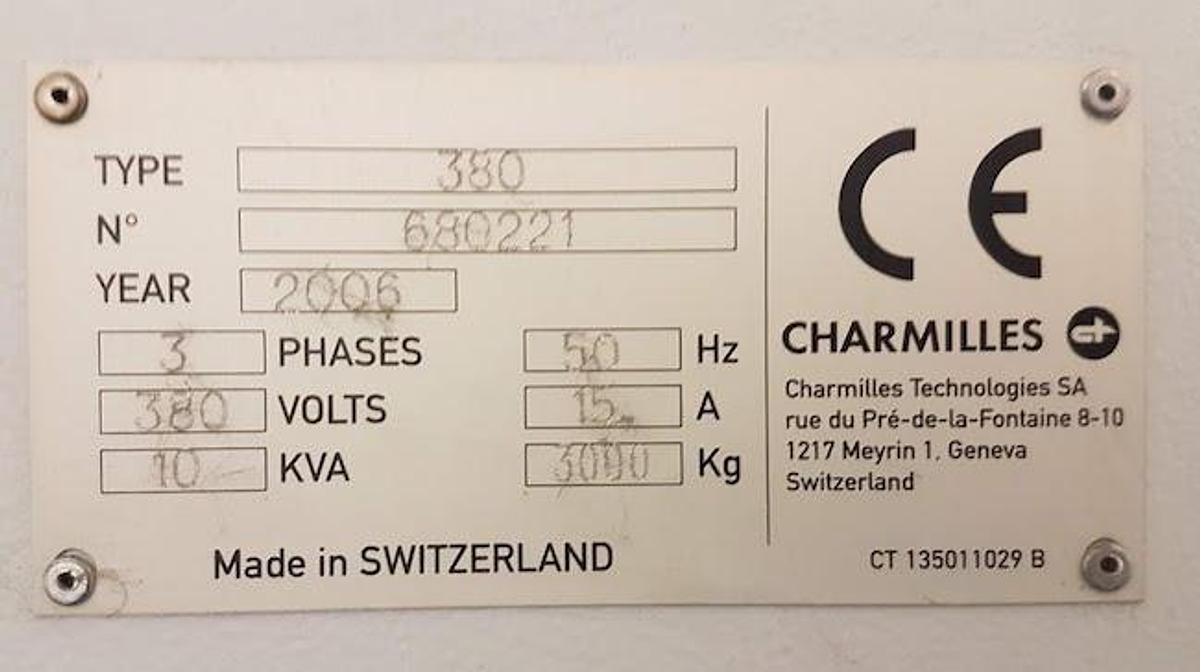 TYPE 380
N° 680221
YEAR 2006
3 PHASES 50 Hz
380 VOLTS 15 A
10 KVA 3000 Kg
Made in SWITZERLAND
CE
CHARMILLES
Charmilles Technologies SA
rue du Pré-de-la-Fontaine 8-10
1217 Meyrin 1, Geneva
Switzerland
CT 135011029 B